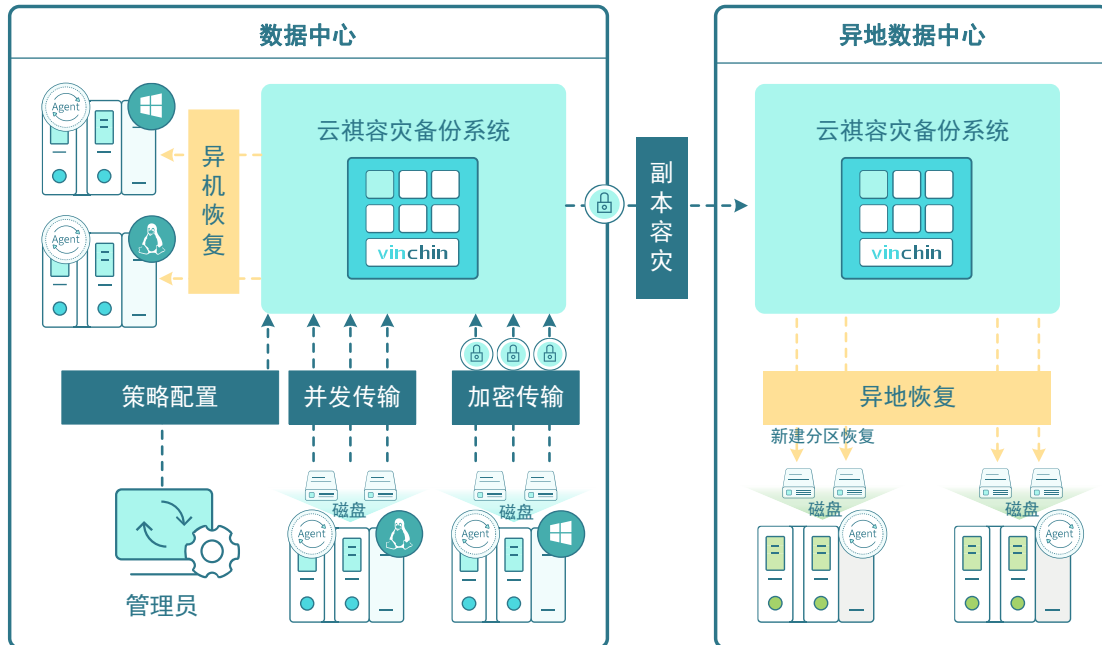 数据中心
异地数据中心
云祺容灾备份系统
vinchin
Agent
Agent
异机恢复
副本容灾
云祺容灾备份系统
vinchin
策略配置
并发传输
加密传输
异地恢复
新建分区恢复
磁盘
磁盘
磁盘
磁盘
Agent
Agent
Agent
Agent
管理员